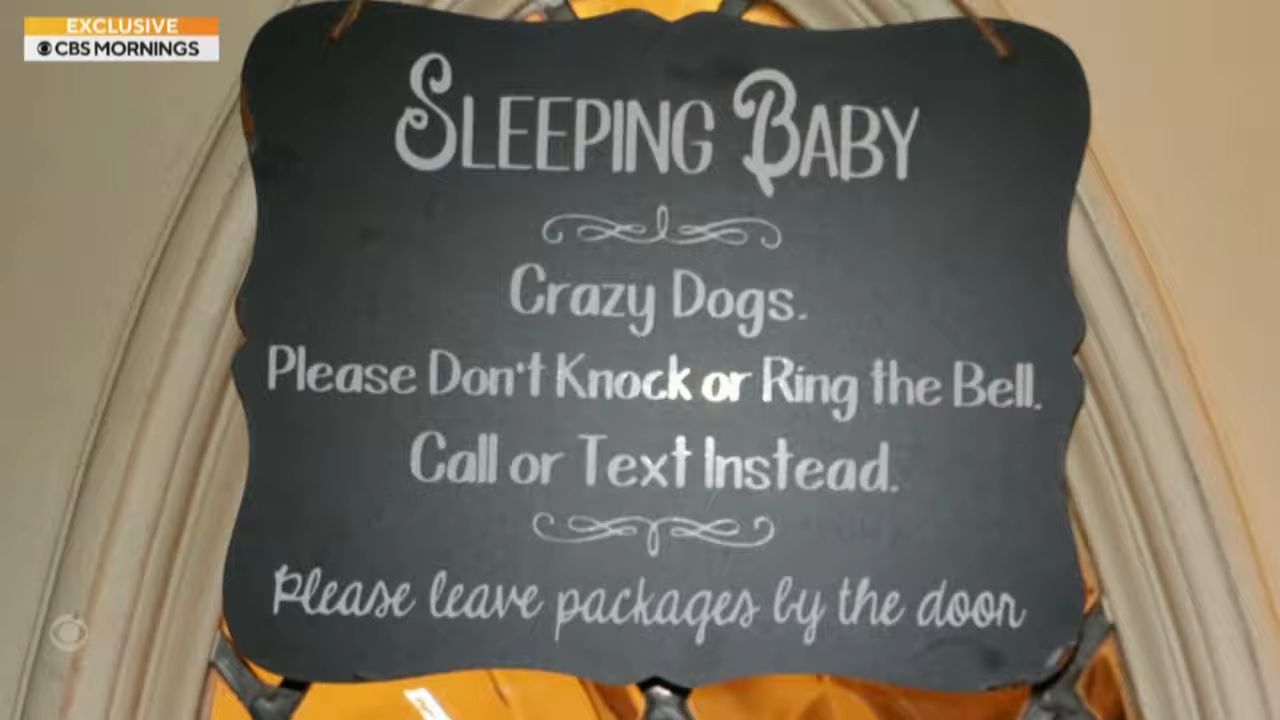 EXCLUSIVE
CBS MORNINGS
SLEEPING BABY
Crazy Dogs.
Please Don't Knock or Ring the Bell.
Call or Text Instead.
Please leave packages by the door